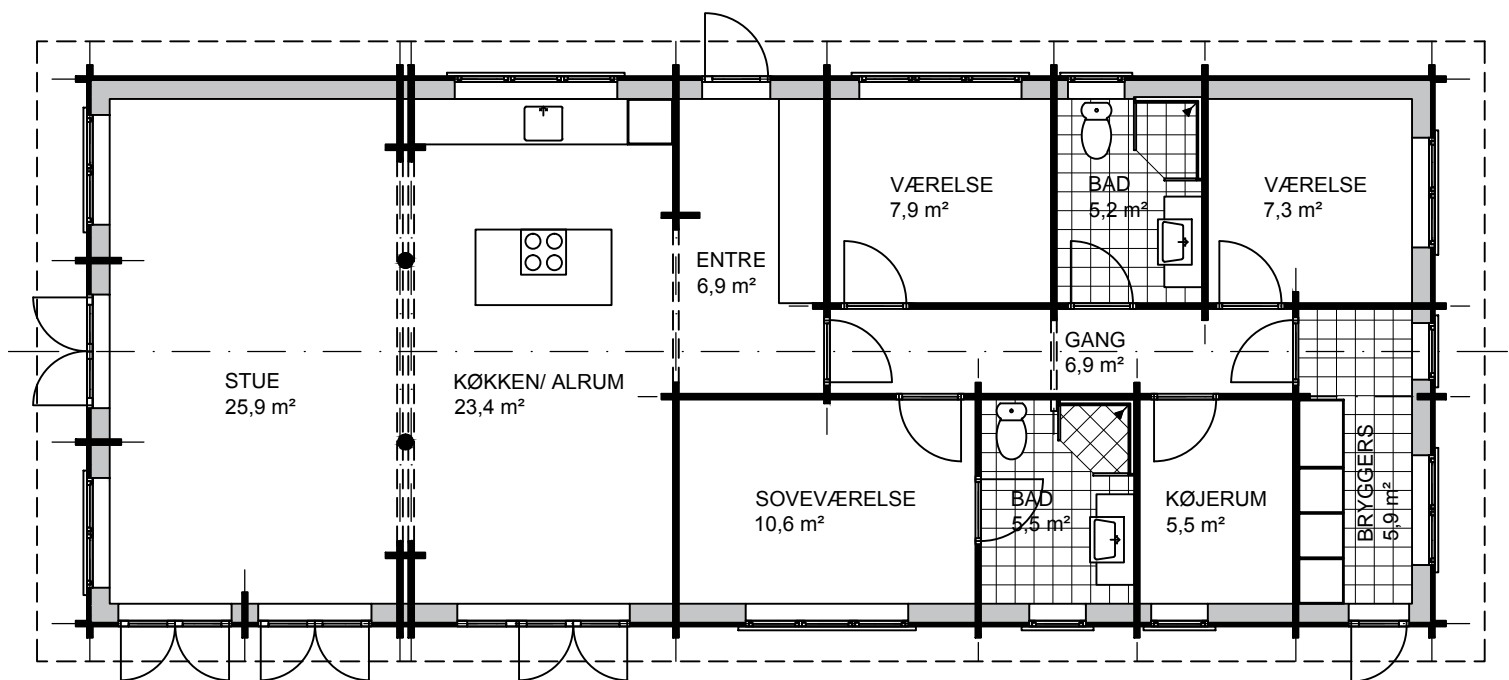 VÆRELSE
7,9 m²
BAD
5,2 m²
VÆRELSE
7,3 m²
ENTRE
6,9 m²
GANG
6,9 m²
STUE
25,9 m²
KØKKEN/ ALRUM
23,4 m²
SOVEVÆRELSE
10,6 m²
BAD
5,5 m²
KØJERUM
5,5 m²
BRYGGERS
5,9 m²